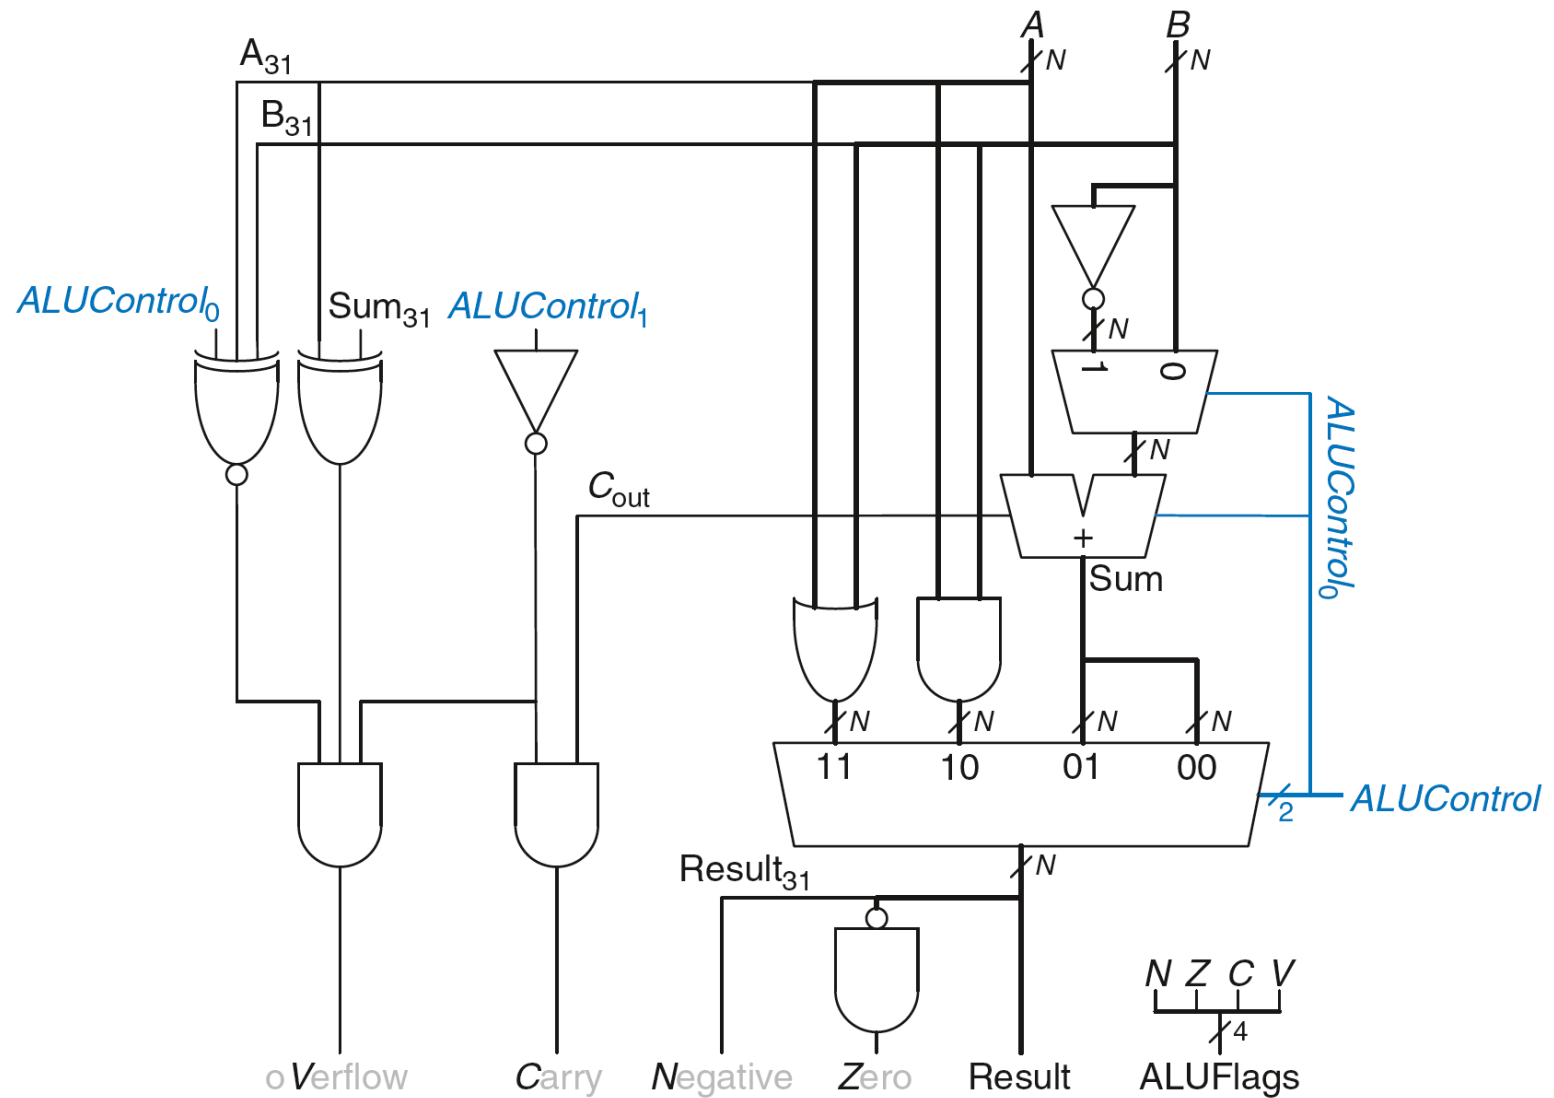 A B
A31 N N
B31
ALUControl0 Sum31 ALUControl1
N
1 0
ALUControl0
N
Cout
+
Sum
N N N N
11 10 01 00
2 ALUControl
Result31 N
N Z C V
4
oVerflow Carry Negative Zero Result ALUFlags